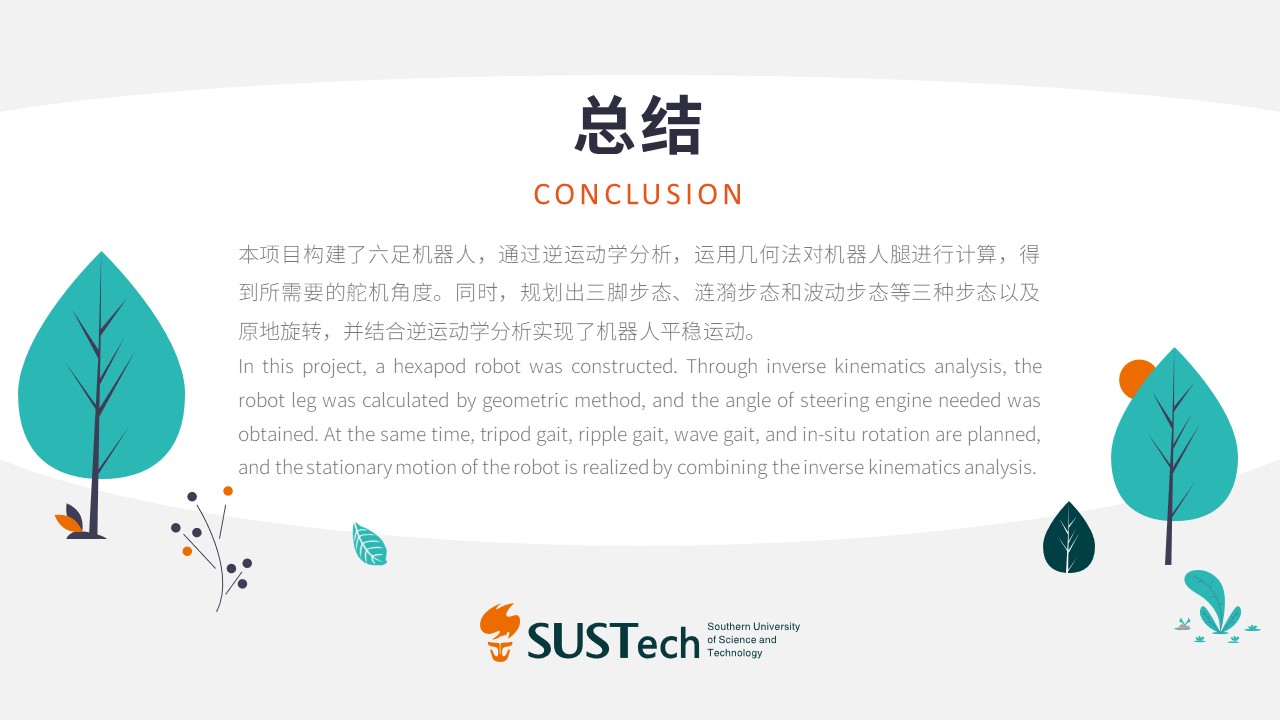 总结
CONCLUSION
本项目构建了六足机器人，通过逆运动学分析，运用几何法对机器人腿进行计算，得
到所需要的舵机角度。同时，规划出三脚步态、涟漪步态和波动步态等三种步态以及
原地旋转，并结合逆运动学分析实现了机器人平稳运动。
In this project, a hexapod robot was constructed. Through inverse kinematics analysis, the
robot leg was calculated by geometric method, and the angle of steering engine needed was
obtained. At the same time, tripod gait, ripple gait, wave gait, and in-situ rotation are planned,
and the stationary motion of the robot is realized by combining the inverse kinematics analysis.
SUSTech
Southern University
of Science and
Technology